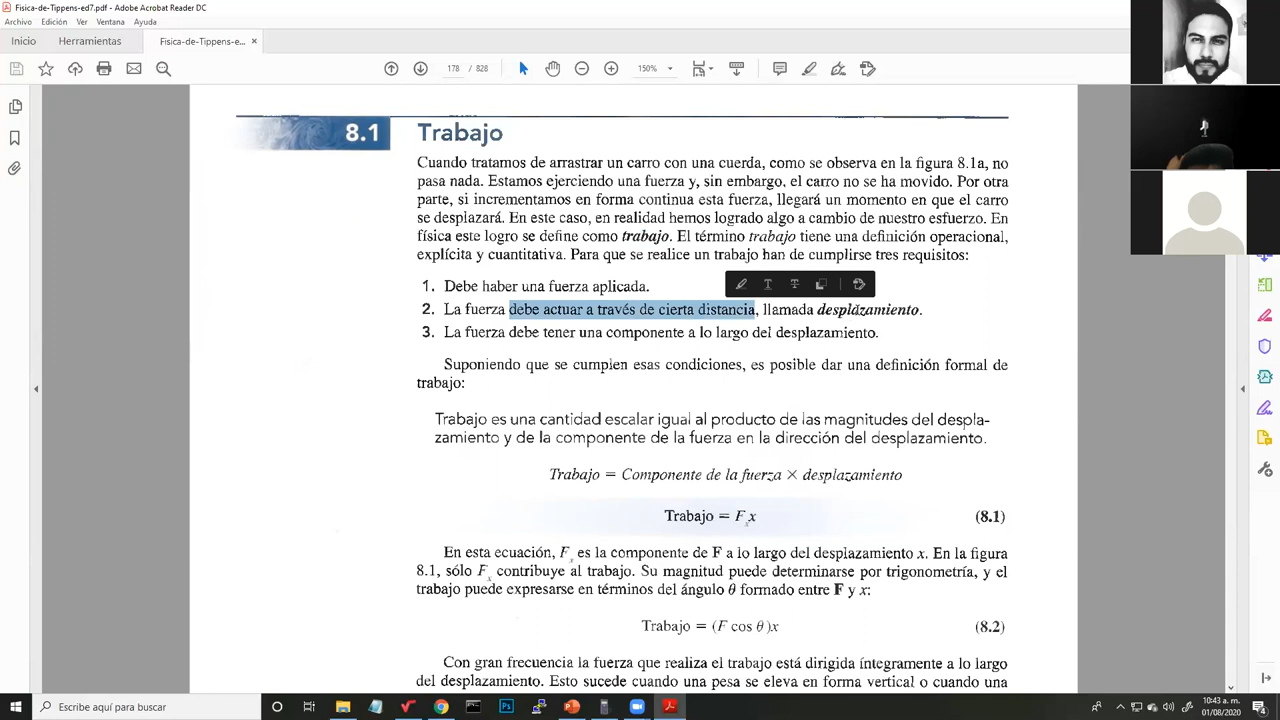 Fisica-de-Tippens-ed7.pdf - Adobe Acrobat Reader DC
Archivo Edición Ver Ventana Ayuda
Inicio Herramientas Fisica-de-Tippens-e... ×
178 / 828 150%
8.1 Trabajo
Cuando tratamos de arrastrar un carro con una cuerda, como se observa en la figura 8.1a, no
pasa nada. Estamos ejerciendo una fuerza y, sin embargo, el carro no se ha movido. Por otra
parte, si incrementamos en forma continua esta fuerza, llegará un momento en que el carro
se desplazará. En este caso, en realidad hemos logrado algo a cambio de nuestro esfuerzo. En
física este logro se define como trabajo. El término trabajo tiene una definición operacional,
explícita y cuantitativa. Para que se realice un trabajo han de cumplirse tres requisitos:
1. Debe haber una fuerza aplicada.
2. La fuerza debe actuar a través de cierta distancia, llamada desplazamiento.
3. La fuerza debe tener una componente a lo largo del desplazamiento.
Suponiendo que se cumplen esas condiciones, es posible dar una definición formal de
trabajo:
Trabajo es una cantidad escalar igual al producto de las magnitudes del despla-
zamiento y de la componente de la fuerza en la dirección del desplazamiento.
Trabajo = Componente de la fuerza × desplazamiento
Trabajo = Fₓx (8.1)
En esta ecuación, Fₓ es la componente de F a lo largo del desplazamiento x. En la figura
8.1, sólo Fₓ contribuye al trabajo. Su magnitud puede determinarse por trigonometría, y el
trabajo puede expresarse en términos del ángulo θ formado entre F y x:
Trabajo = (F cos θ)x (8.2)
Con gran frecuencia la fuerza que realiza el trabajo está dirigida íntegramente a lo largo
del desplazamiento. Esto sucede cuando una pesa se eleva en forma vertical o cuando una
Escribe aquí para buscar
10:43 a. m.
01/08/2020